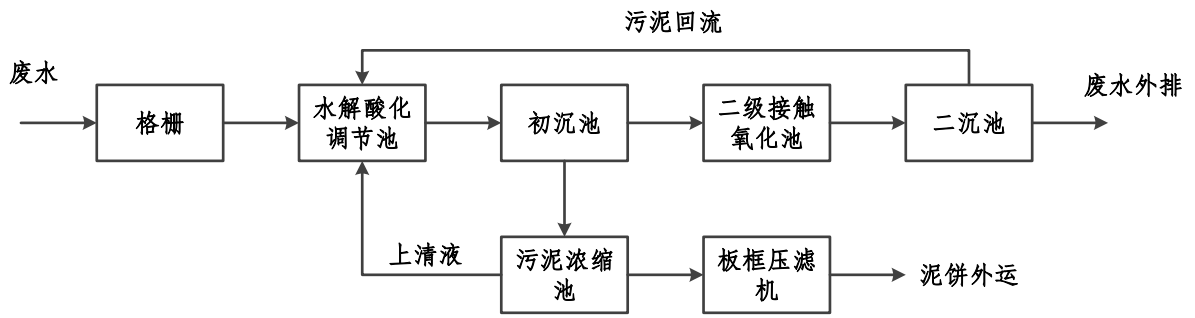 污泥回流
废水
格栅
水解酸化
调节池
初沉池
二级接触
氧化池
二沉池
废水外排
上清液
污泥浓缩
池
板框压滤
机
泥饼外运